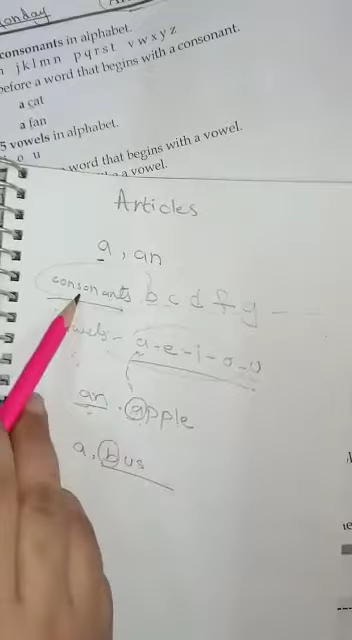 onday
consonants in alphabet.
j k l m n p q r s t v w x y z
before a word that begins with a consonant.
a cat
a fan
5 vowels in alphabet.
o u
word that begins with a vowel.
a vowel.
Articles
a, an
consonants b c d f g - - -
a-e-i-o-u
an. apple
a, bus